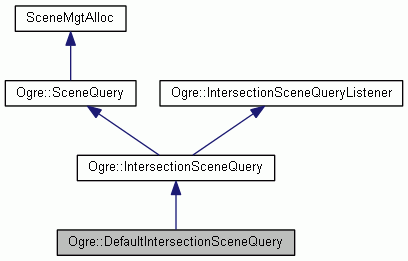 SceneMgtAlloc
Ogre::SceneQuery
Ogre::IntersectionSceneQueryListener
Ogre::IntersectionSceneQuery
Ogre::DefaultIntersectionSceneQuery